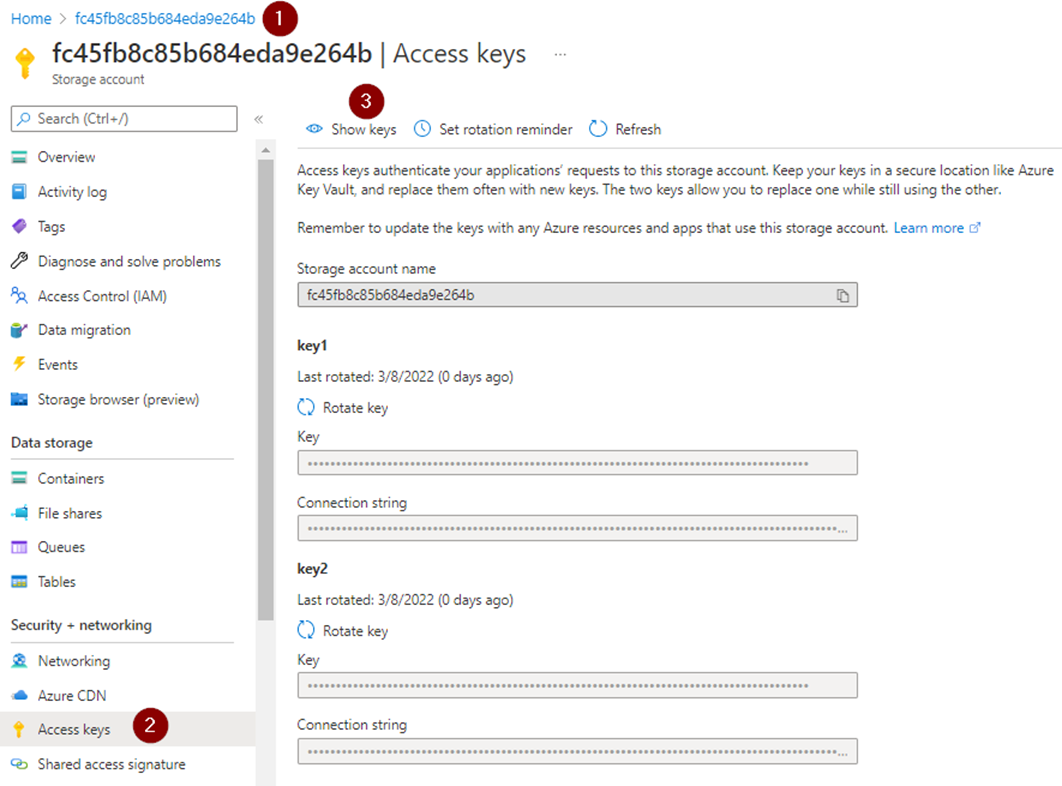 Home > fc45fb8c85b684eda9e264b 1
fc45fb8c85b684eda9e264b | Access keys ...
Storage account
Search (Ctrl+/) «
3
Show keys Set rotation reminder Refresh
Overview
Activity log
Tags
Diagnose and solve problems
Access Control (IAM)
Data migration
Events
Storage browser (preview)
Data storage
Containers
File shares
Queues
Tables
Security + networking
Networking
Azure CDN
Access keys 2
Shared access signature
Access keys authenticate your applications' requests to this storage account. Keep your keys in a secure location like Azure
Key Vault, and replace them often with new keys. The two keys allow you to replace one while still using the other.
Remember to update the keys with any Azure resources and apps that use this storage account. Learn more
Storage account name
fc45fb8c85b684eda9e264b
key1
Last rotated: 3/8/2022 (0 days ago)
Rotate key
Key
Connection string
...
key2
Last rotated: 3/8/2022 (0 days ago)
Rotate key
Key
Connection string
...